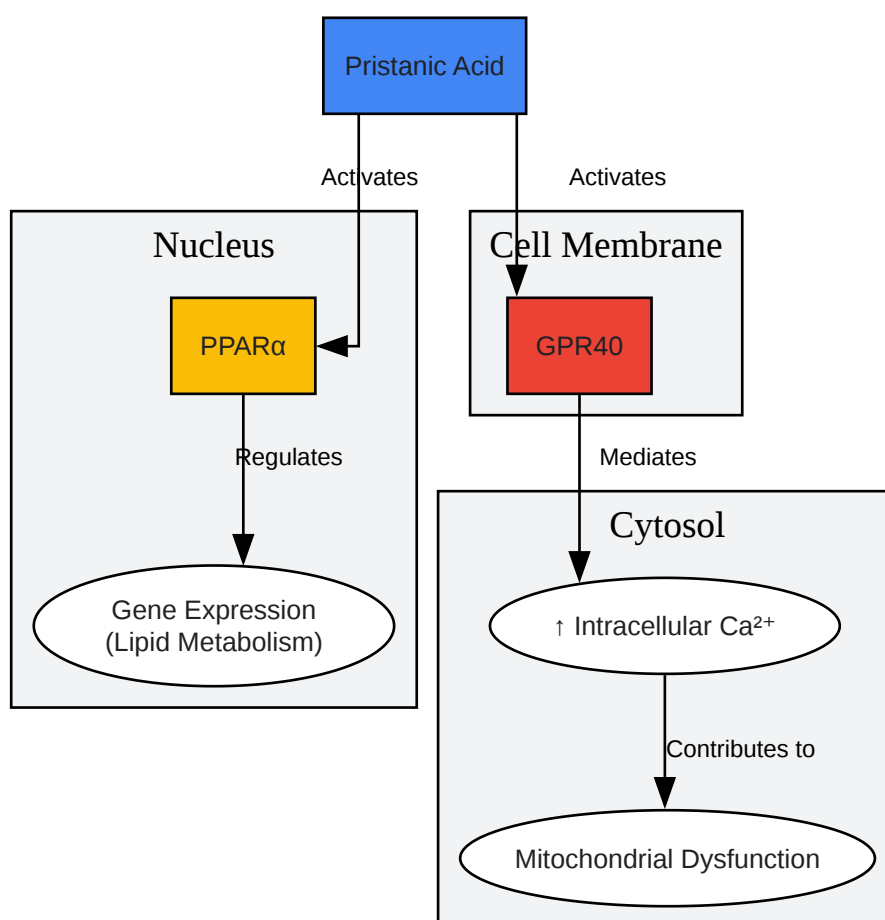 Pristanic Acid
Activates
Activates
Nucleus
Cell Membrane
PPARα
GPR40
Regulates
Mediates
Cytosol
Gene Expression
(Lipid Metabolism)
↑ Intracellular Ca²⁺
Contributes to
Mitochondrial Dysfunction